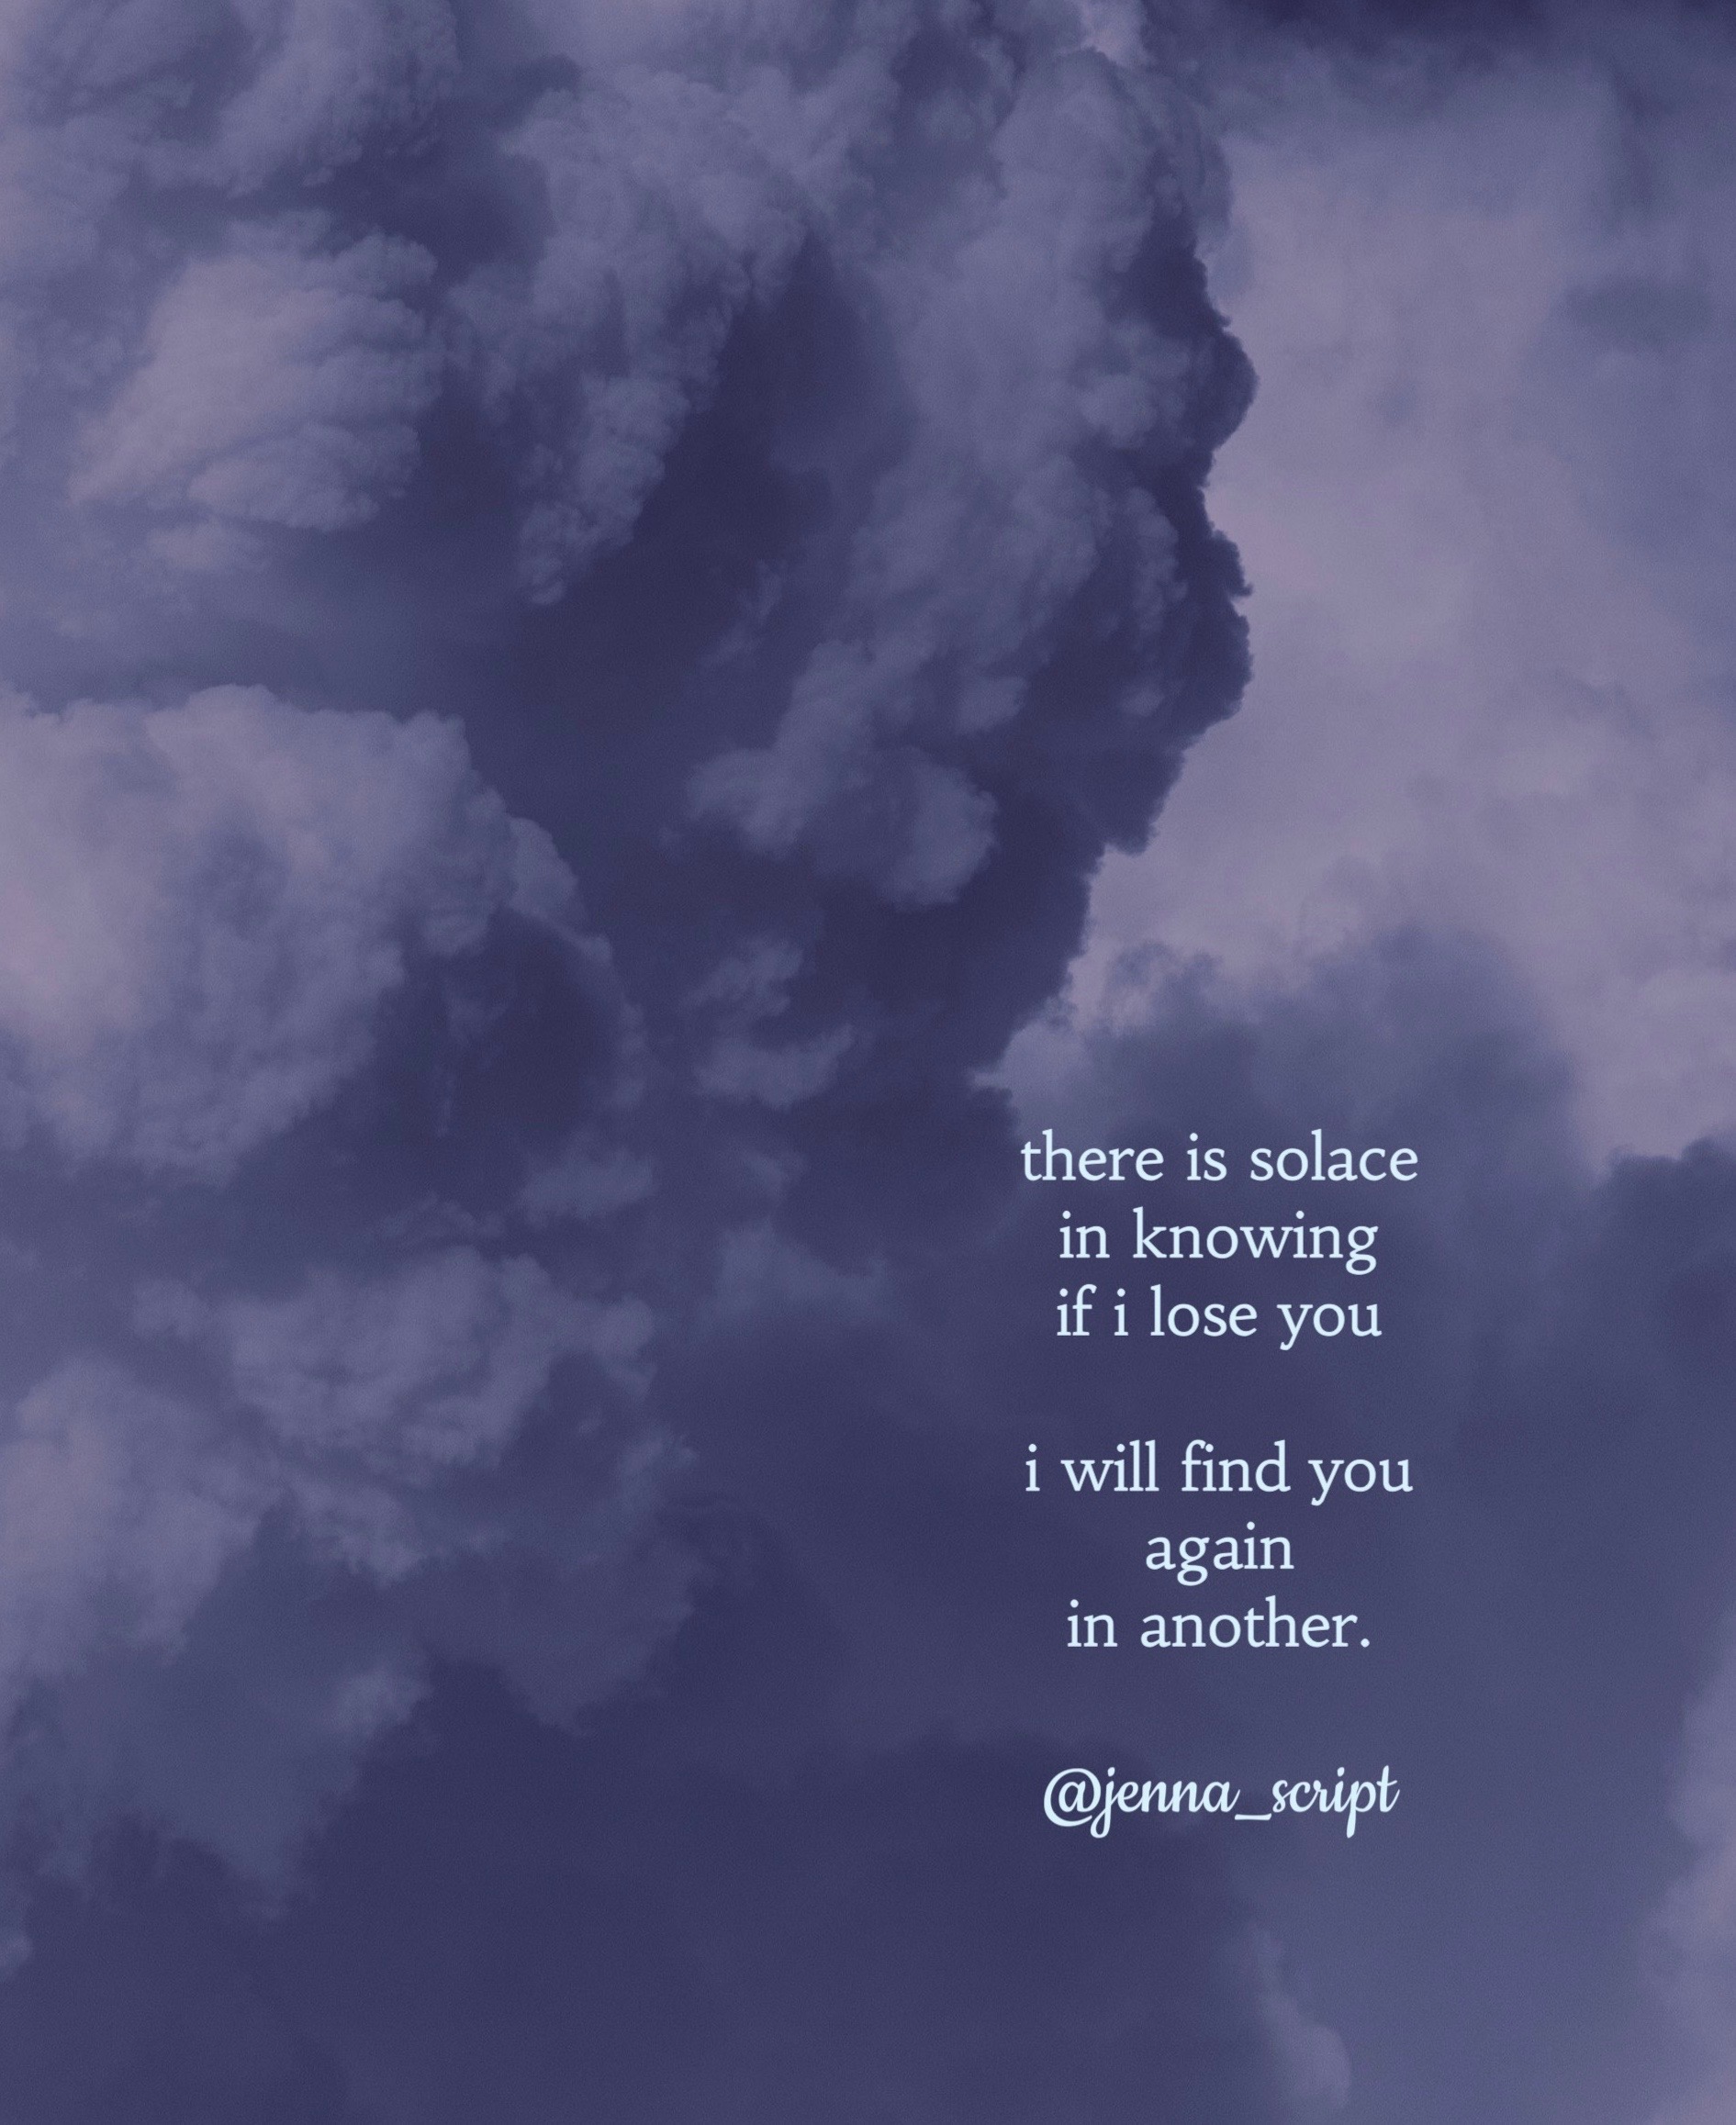 there is solace
in knowing
if i lose you
i will find you
again
in another.
@jenna_script